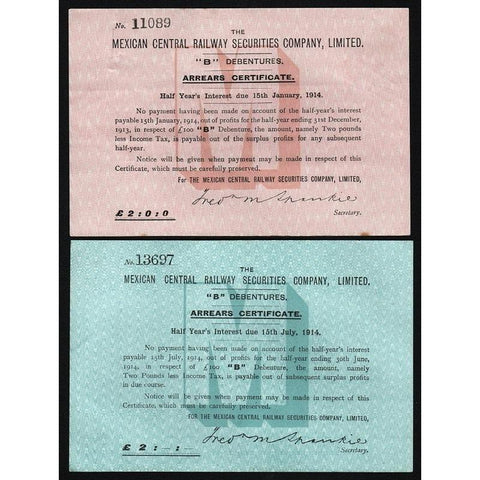 No. 11089
THE
MEXICAN CENTRAL RAILWAY SECURITIES COMPANY, LIMITED.
"B" DEBENTURES.
ARREARS CERTIFICATE.
Half Year's Interest due 15th January, 1914.
No payment having been made on account of the half-year's interest
payable 15th January, 1914, out of profits for the half-year ending 31st December,
1913, in respect of £100 "B" Debenture, the amount, namely Two pounds
less Income Tax, is payable out of the surplus profits for any subsequent
half-year.
Notice will be given when payment may be made in respect of this
Certificate, which must be carefully preserved.
For THE MEXICAN CENTRAL RAILWAY SECURITIES COMPANY, LIMITED,
£2:0:0
Secretary.
No. 13697
THE
MEXICAN CENTRAL RAILWAY SECURITIES COMPANY, LIMITED.
"B" DEBENTURES.
ARREARS CERTIFICATE.
Half Year's Interest due 15th July, 1914.
No payment having been made on account of the half-year's interest
payable 15th July, 1914, out of profits for the half-year ending 30th June,
1914, in respect of £100 "B" Debenture, the amount, namely
Two Pounds less Income Tax, is payable out of subsequent surplus profits
in due course.
Notice will be given when payment may be made in respect of this
Certificate, which must be carefully preserved.
FOR THE MEXICAN CENTRAL RAILWAY SECURITIES COMPANY, LIMITED,
£2:-:-
Secretary.